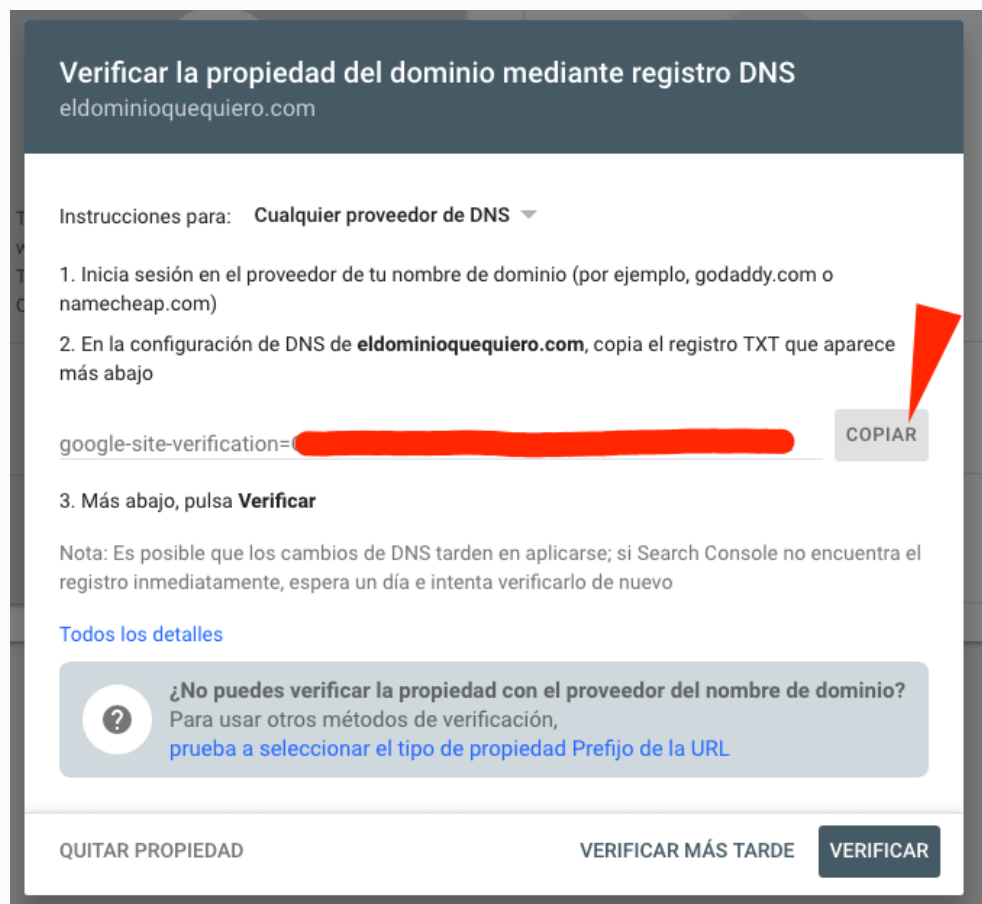 Verificar la propiedad del dominio mediante registro DNS
eldominioquequiero.com
Instrucciones para: Cualquier proveedor de DNS
1. Inicia sesión en el proveedor de tu nombre de dominio (por ejemplo, godaddy.com o
namecheap.com)
2. En la configuración de DNS de eldominioquequiero.com, copia el registro TXT que aparece
más abajo
google-site-verification=
COPIAR
3. Más abajo, pulsa Verificar
Nota: Es posible que los cambios de DNS tarden en aplicarse; si Search Console no encuentra el
registro inmediatamente, espera un día e intenta verificarlo de nuevo
Todos los detalles
¿No puedes verificar la propiedad con el proveedor del nombre de dominio?
Para usar otros métodos de verificación,
prueba a seleccionar el tipo de propiedad Prefijo de la URL
QUITAR PROPIEDAD
VERIFICAR MÁS TARDE
VERIFICAR